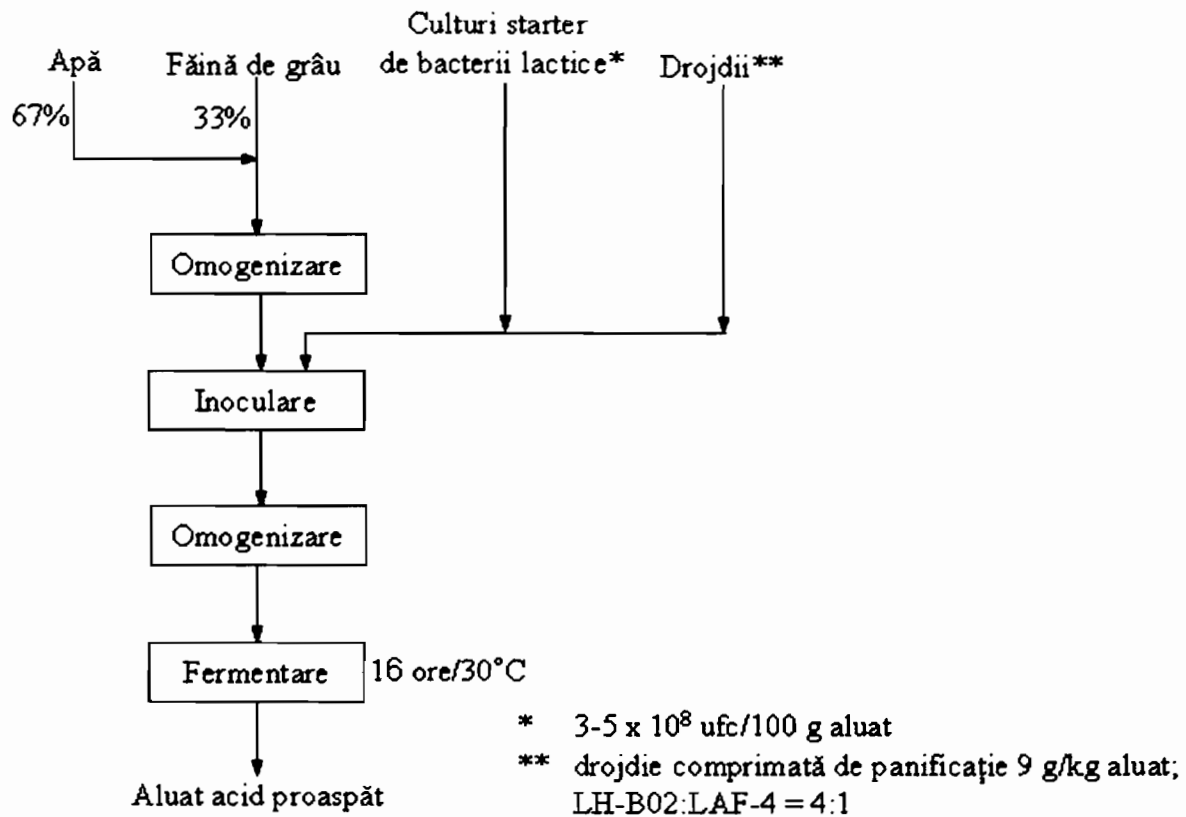 Culturi starter
de bacterii lactice*
Apă
Făină de grâu
Drojdii**
67%
33%
Omogenizare
Inoculare
Omogenizare
Fermentare
16 ore/30°C
* 3-5 x 10⁸ ufc/100 g aluat
** drojdie comprimată de panificaţie 9 g/kg aluat;
LH-B02:LAF-4 = 4:1
Aluat acid proaspăt